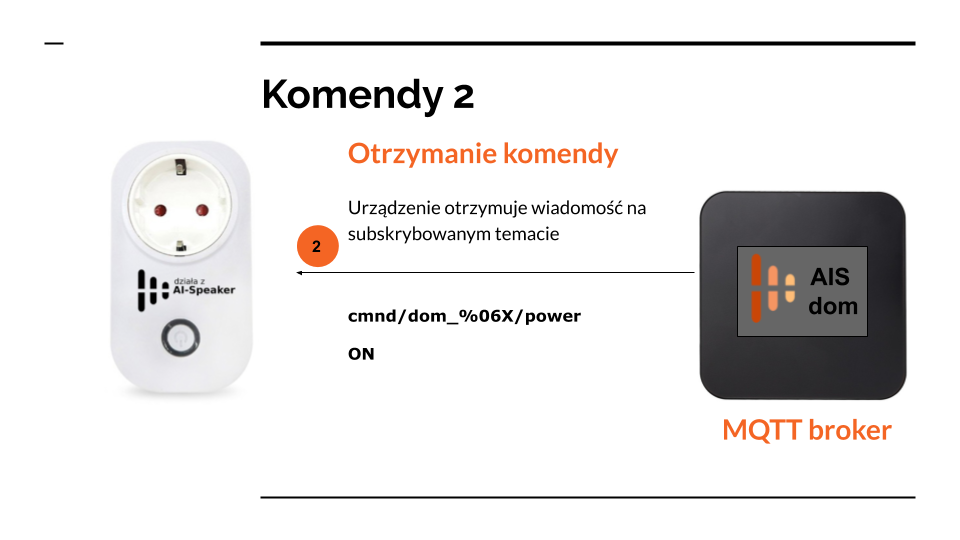 Komendy 2
Otrzymanie komendy
Urządzenie otrzymuje wiadomość na
subskrybowanym temacie
2
działa z
AI-Speaker
AIS
dom
cmnd/dom_%06X/power
ON
MQTT broker